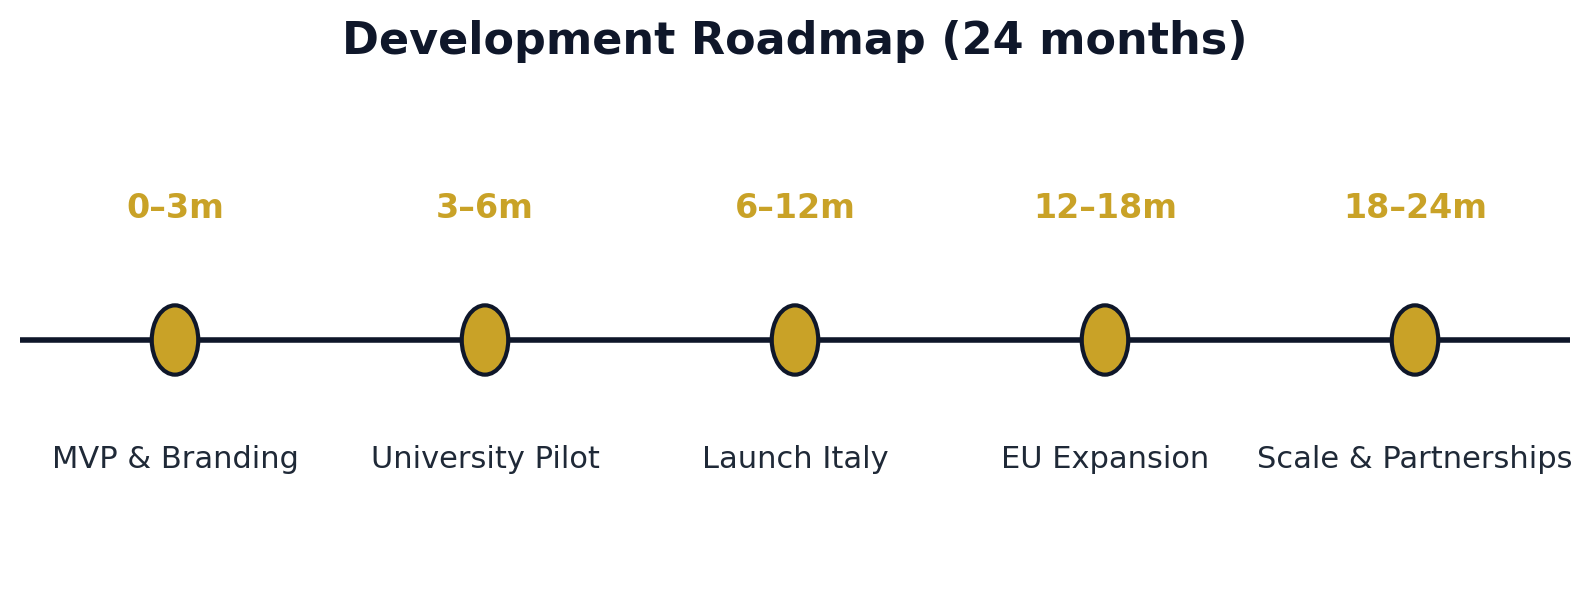 Development Roadmap (24 months)
0–3m 3–6m 6–12m 12–18m 18–24m
MVP & Branding University Pilot Launch Italy EU Expansion Scale & Partnerships